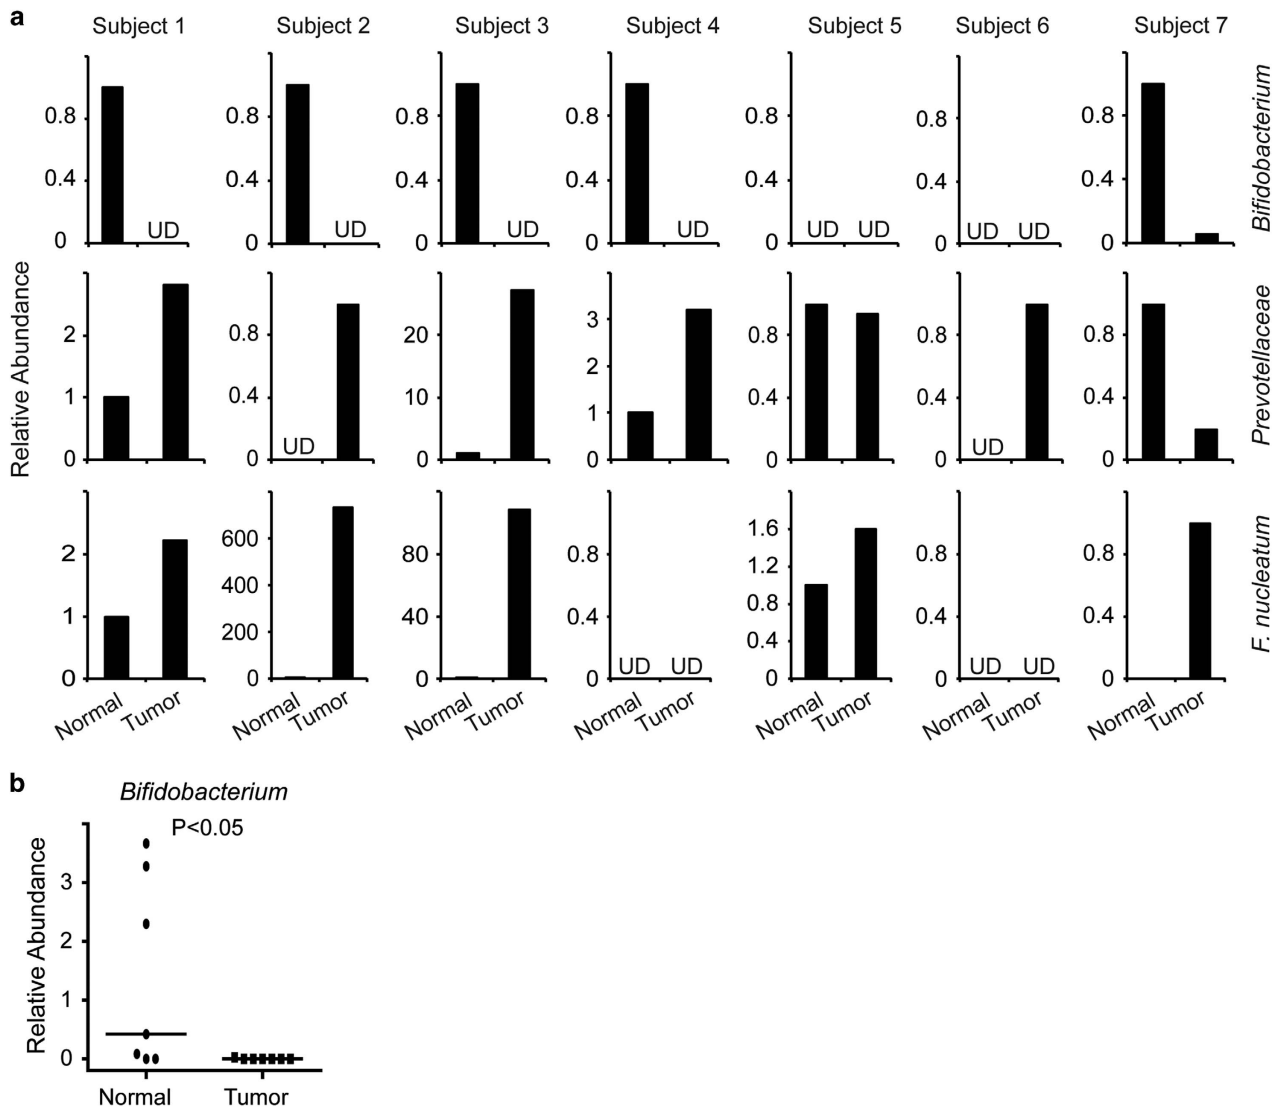 a
Subject 1 Subject 2 Subject 3 Subject 4 Subject 5 Subject 6 Subject 7
0.8 0.8 0.8 0.8 0.8 0.8 0.8
0.4 0.4 0.4 0.4 0.4 0.4 0.4
0 UD 0 UD 0 UD 0 UD 0 UD UD 0 UD UD 0
Bifidobacterium
Relative Abundance
2 0.8 20 3 0.8 0.8 0.8
1 0.4 10 2 0.4 0.4 0.4
1
0 0 UD 0 0 0 0 UD 0
Prevotellaceae
2 600 80 0.8 1.6 0.8 0.8
400 1.2
1 200 40 0.4 0.8 0.4 0.4
0.4
0 0 0 0 UD UD 0 0 UD UD 0
F. nucleatum
Normal Tumor Normal Tumor Normal Tumor Normal Tumor Normal Tumor Normal Tumor Normal Tumor
b
Bifidobacterium
P<0.05
Relative Abundance
3
2
1
0
Normal Tumor